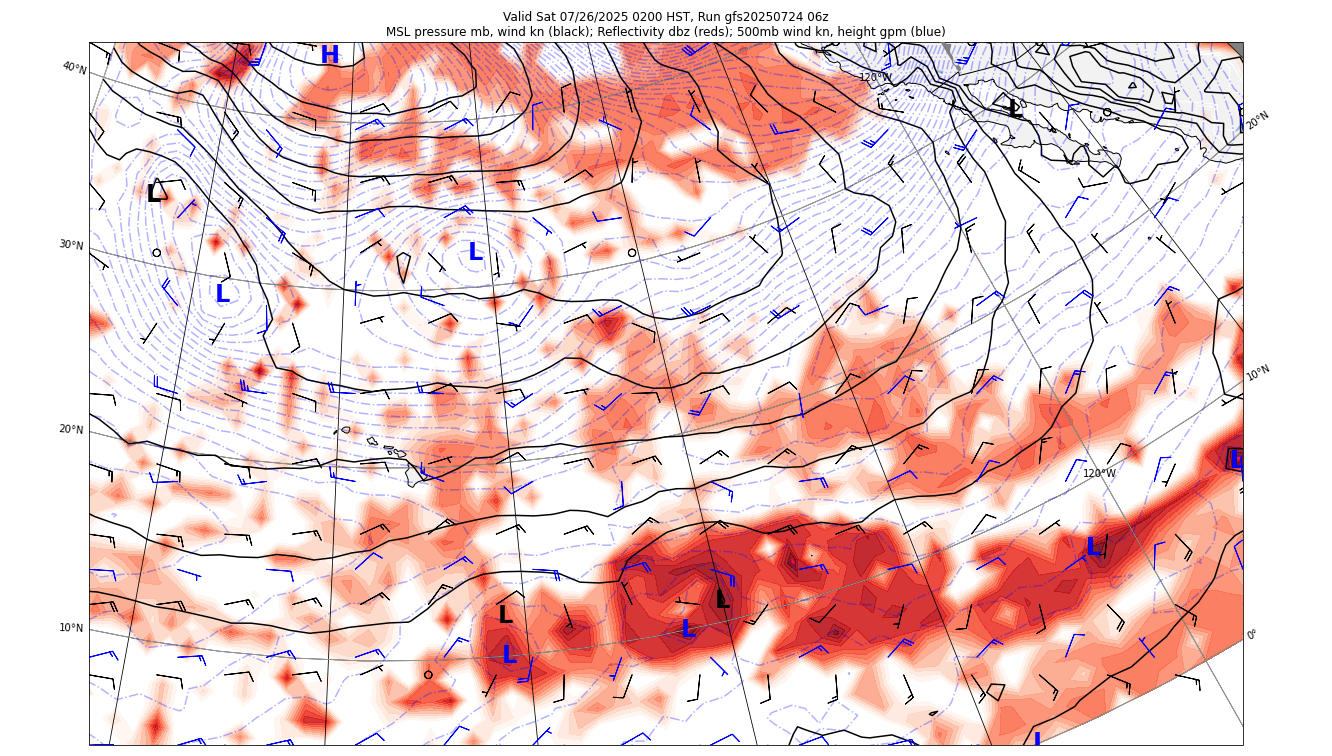 Valid Sat 07/26/2025 0200 HST, Run gfs20250724 06z
MSL pressure mb, wind kn (black); Reflectivity dbz (reds); 500mb wind kn, height gpm (blue)
H
40°N
120°W
L
20°N
L
30°N
L
L
10°N
20°N
L
120°W
L
L
L
10°N
L
L
0°
L
L